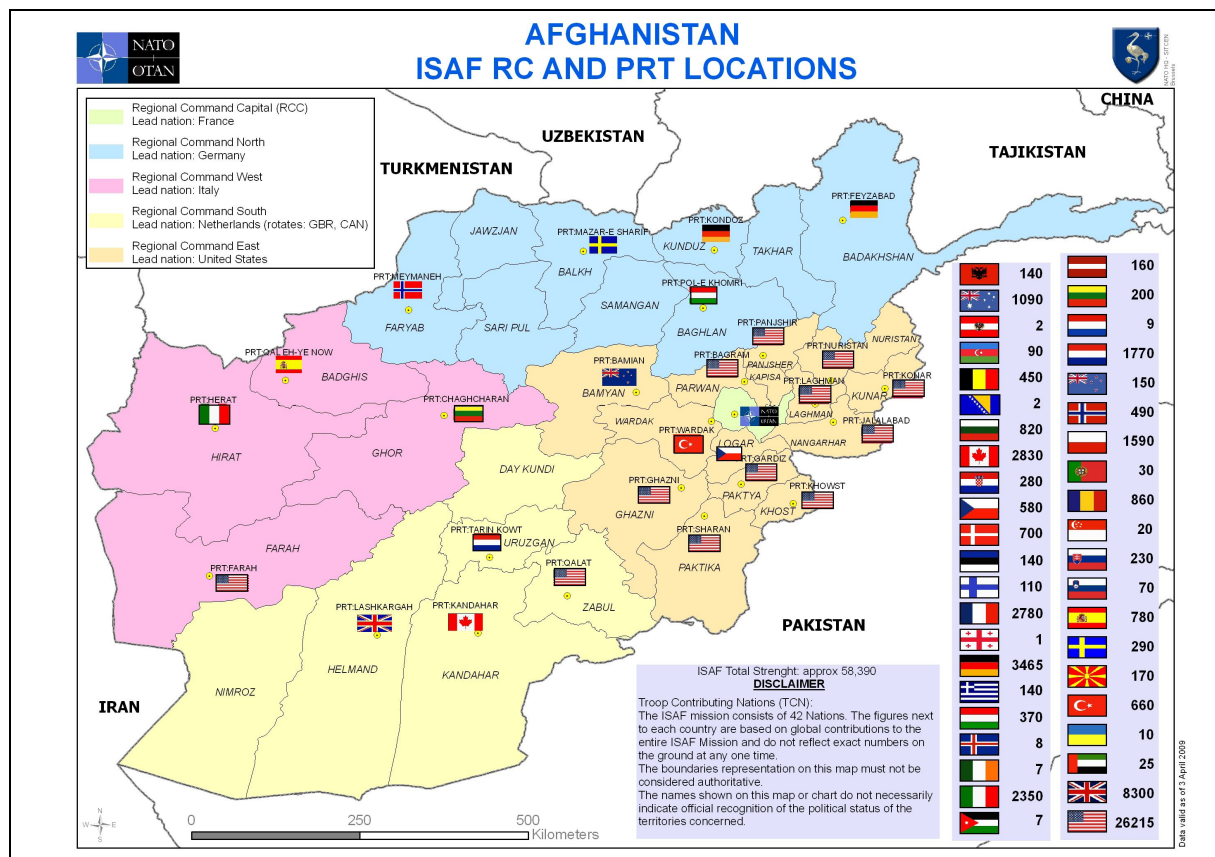 AFGHANISTAN
ISAF RC AND PRT LOCATIONS
NATO
OTAN
NATO HQ - SITCEN
Brussels
Regional Command Capital (RCC)
Lead nation: France
Regional Command North
Lead nation: Germany
Regional Command West
Lead nation: Italy
Regional Command South
Lead nation: Netherlands (rotates: GBR, CAN)
Regional Command East
Lead nation: United States
CHINA
UZBEKISTAN
TAJIKISTAN
TURKMENISTAN
PRT:FEYZABAD
PRT:KONDOZ
JAWZJAN
PRT:MAZAR-E SHARIF
KUNDUZ
TAKHAR
BADAKHSHAN
BALKH
PRT:MEYMANEH
PRT:POL-E KHOMRI
SAMANGAN
FARYAB
SARI PUL
BAGHLAN
PRT:PANJSHIR
PRT:NURISTAN
NURISTAN
PRT:QAL'EH-YE NOW
BADGHIS
PRT:BAMIAN
PRT:BAGRAM
PANJSHER
KAPISA
PRT:LAGHMAN
PRT:KONAR
PARWAN
BAMYAN
KUNAR
PRT:HERAT
PRT:CHAGHCHARAN
WARDAK
LAGHMAN
NATO
OTAN
PRT:JALALABAD
PRT:WARDAK
LOGAR
NANGARHAR
HIRAT
GHOR
DAY KUNDI
PRT:GARDIZ
PRT:GHAZNI
PAKTYA
PRT:KHOWST
KHOST
GHAZNI
PRT:SHARAN
PRT:TARIN KOWT
URUZGAN
FARAH
PRT:FARAH
PRT:QALAT
PAKTIKA
ZABUL
PRT:LASHKARGAH
PRT:KANDAHAR
PAKISTAN
HELMAND
KANDAHAR
NIMROZ
IRAN
140
1090
2
90
450
2
820
2830
280
580
700
140
110
2780
1
3465
140
370
8
7
2350
7
160
200
9
1770
150
490
1590
30
860
20
230
70
780
290
170
660
10
25
8300
26215
ISAF Total Strenght: approx 58,390
DISCLAIMER
Troop Contributing Nations (TCN):
The ISAF mission consists of 42 Nations. The figures next
to each country are based on global contributions to the
entire ISAF Mission and do not reflect exact numbers on
the ground at any one time.
The boundaries representation on this map must not be
considered authoritative.
The names shown on this map or chart do not necessarily
indicate official recognition of the political status of the
territories concerned.
N
W E
S
0 250 500
Kilometers
Data valid as of 3 April 2009